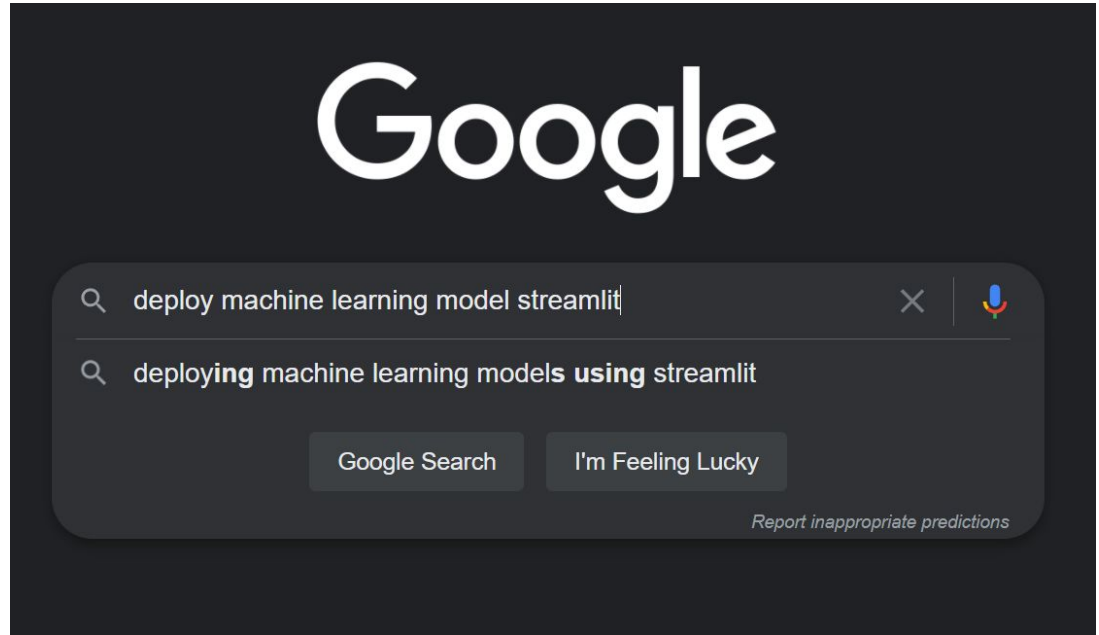 Google
deploy machine learning model streamlit
deploying machine learning models using streamlit
Google Search
I'm Feeling Lucky
Report inappropriate predictions